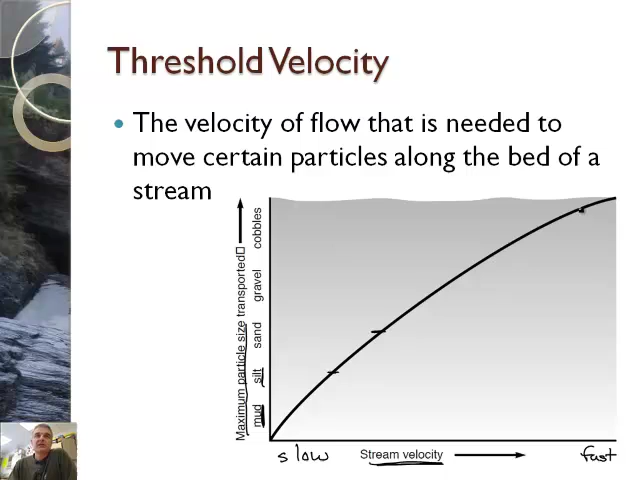 Threshold Velocity
• The velocity of flow that is needed to
move certain particles along the bed of a
stream
Maximum particle size transported
cobbles
gravel
sand
silt
mud
slow
Stream velocity
fast